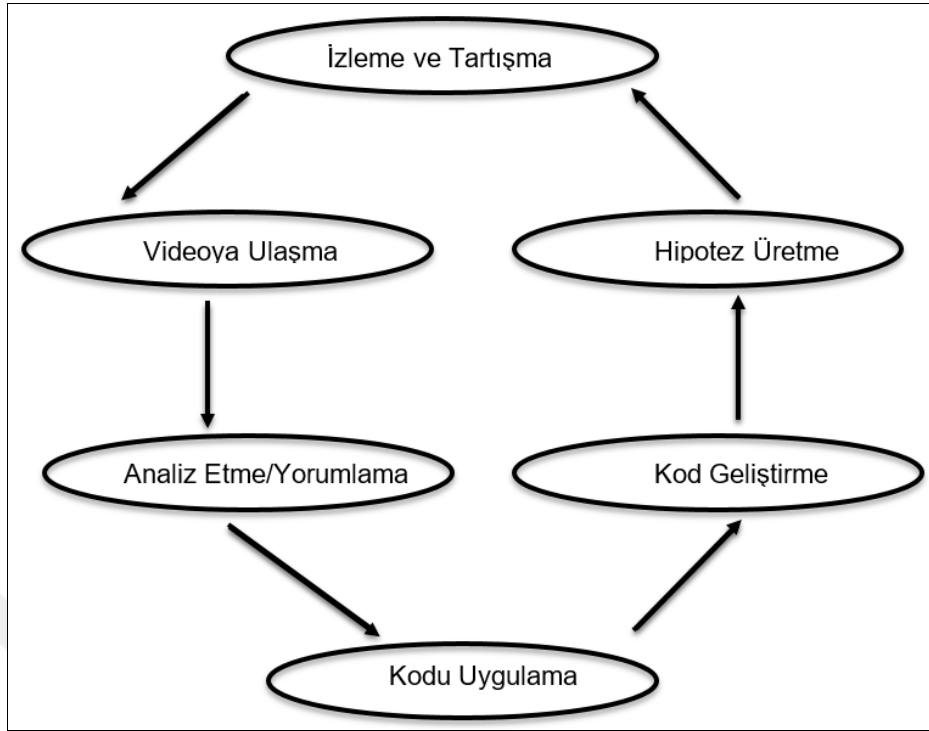 İzleme ve Tartışma
Videoya Ulaşma
Hipotez Üretme
Analiz Etme/Yorumlama
Kod Geliştirme
Kodu Uygulama